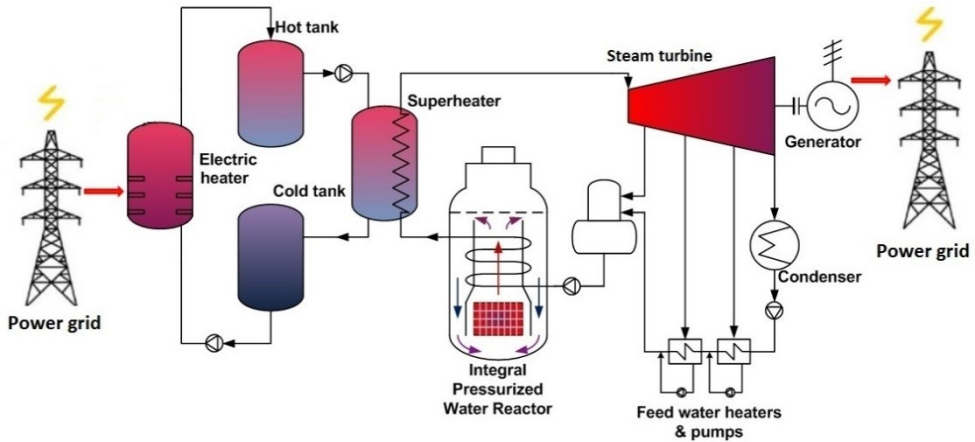 Hot tank
Steam turbine
Superheater
Electric
heater
Generator
Cold tank
Power grid
Condenser
Power grid
Integral
Pressurized
Water Reactor
Feed water heaters
& pumps